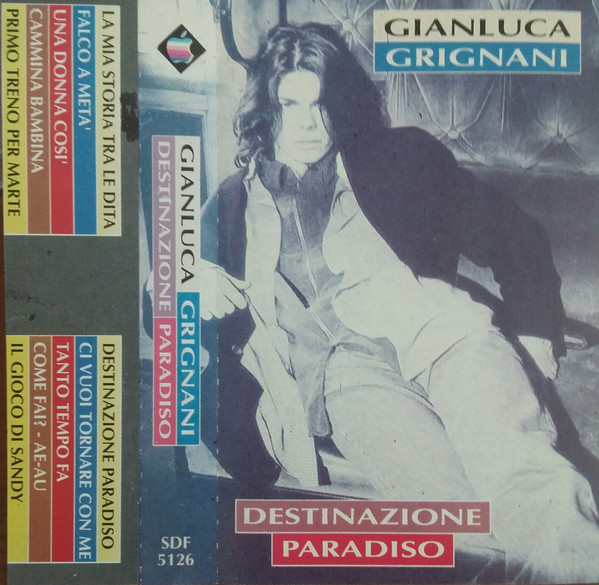 LA MIA STORIA TRA LE DITA
FALCO A META'
UNA DONNA COSI'
CAMMINA BAMBINA
PRIMO TRENO PER MARTE
DESTINAZIONE PARADISO
CI VUOI TORNARE CON ME
TANTO TEMPO FA
COME FAI? - AE-AU
IL GIOCO DI SANDY
GIANLUCA GRIGNANI
DESTINAZIONE PARADISO
SDF
5126
GIANLUCA
GRIGNANI
DESTINAZIONE
PARADISO